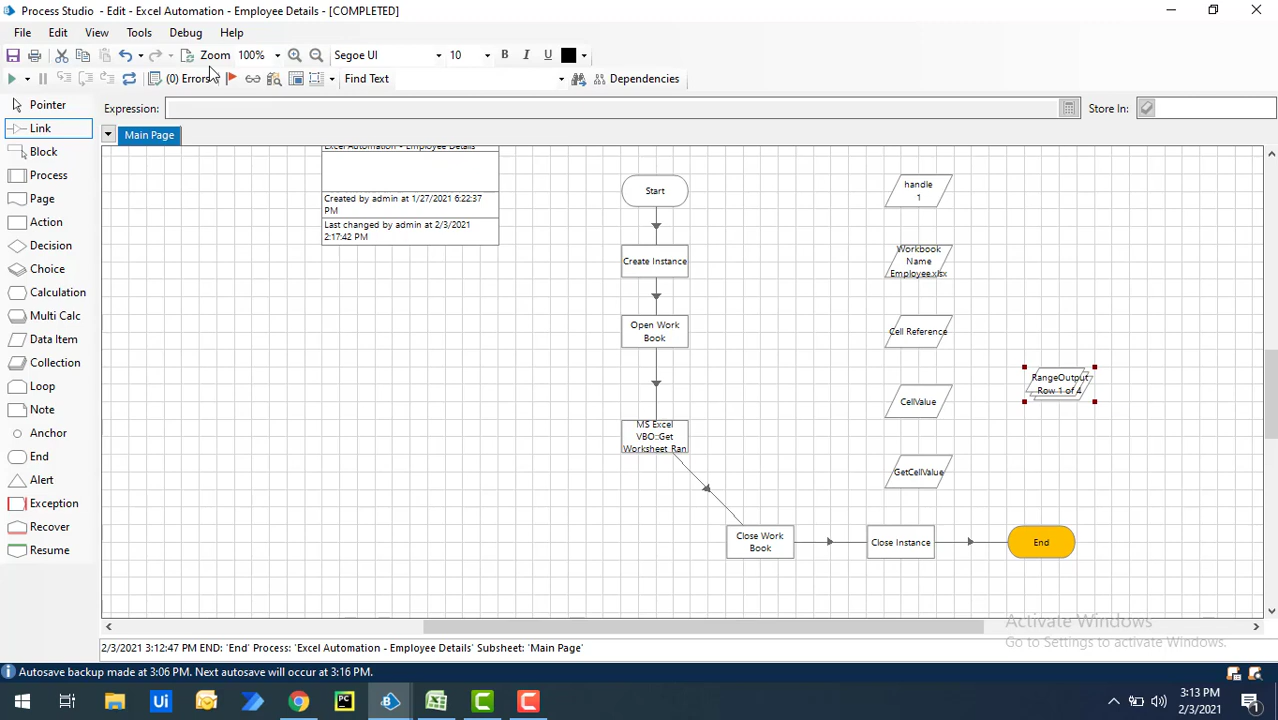 Process Studio - Edit - Excel Automation - Employee Details - [COMPLETED]
File Edit View Tools Debug Help
Zoom 100% Segoe UI 10 B I U
(0) Errors Find Text Dependencies
Expression: Store In:
Pointer
Link
Block
Process
Page
Action
Decision
Choice
Calculation
Multi Calc
Data Item
Collection
Loop
Note
Anchor
End
Alert
Exception
Recover
Resume
Main Page
Excel Automation - Employee Details
Created by admin at 1/27/2021 6:22:37
PM
Last changed by admin at 2/3/2021
2:17:42 PM
Start
Create Instance
Open Work
Book
MS Excel
VBO::Get
Worksheet Ran
Close Work
Book
Close Instance
End
handle
1
Workbook
Name
Employee.xlsx
Cell Reference
CellValue
GetCellValue
RangeOutput
Row 1 of 4
Activate Windows
Go to Settings to activate Windows.
2/3/2021 3:12:47 PM END: 'End' Process: 'Excel Automation - Employee Details' Subsheet: 'Main Page'
Autosave backup made at 3:06 PM. Next autosave will occur at 3:16 PM.
Ui
PC
B
C
C
3:13 PM
2/3/2021
1